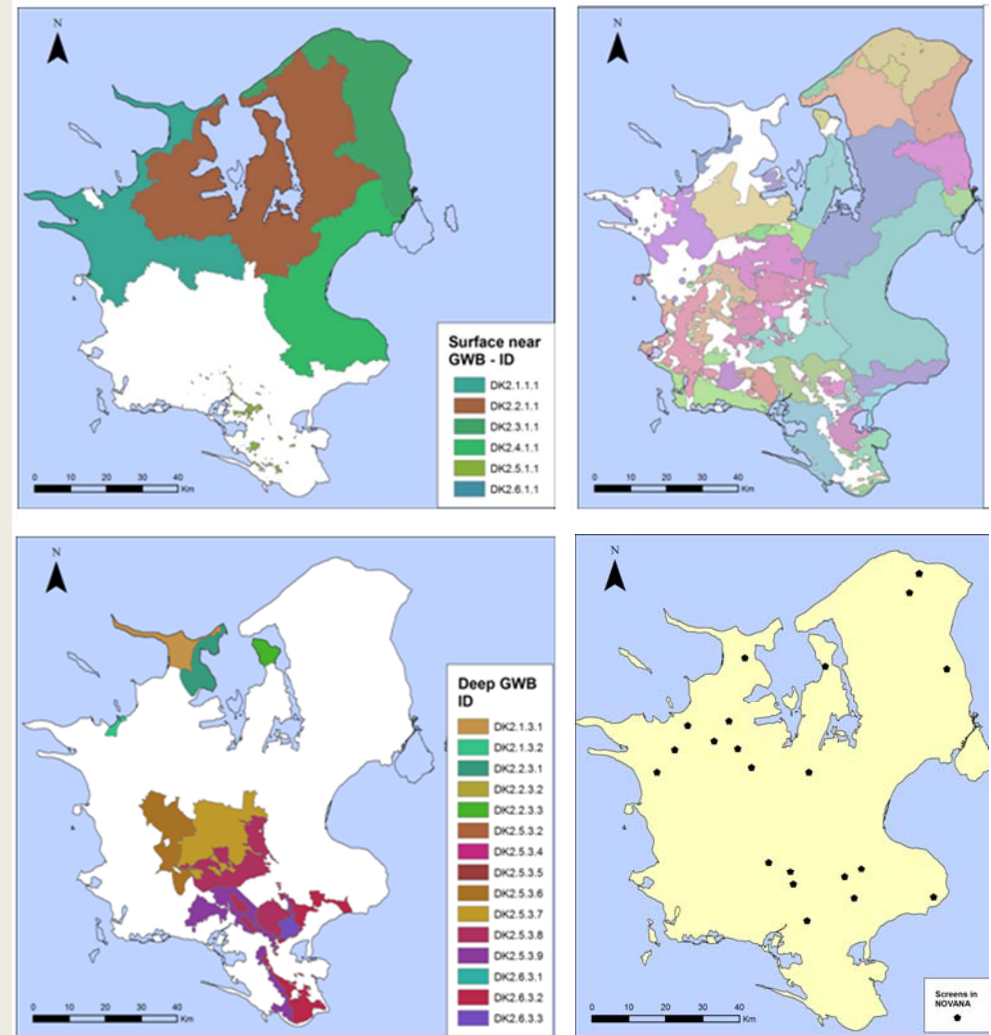 N
Surface near
GWB - ID
DK2.1.1.1
DK2.2.1.1
DK2.3.1.1
DK2.4.1.1
DK2.5.1.1
DK2.6.1.1
0 10 20 40
Km
N
0 10 20 40
Km
N
Deep GWB
ID
DK2.1.3.1
DK2.1.3.2
DK2.2.3.1
DK2.2.3.2
DK2.2.3.3
DK2.5.3.2
DK2.5.3.4
DK2.5.3.5
DK2.5.3.6
DK2.5.3.7
DK2.5.3.8
DK2.5.3.9
DK2.6.3.1
DK2.6.3.2
DK2.6.3.3
0 10 20 40
Km
N
Screens in
NOVANA
0 10 20 40
Km